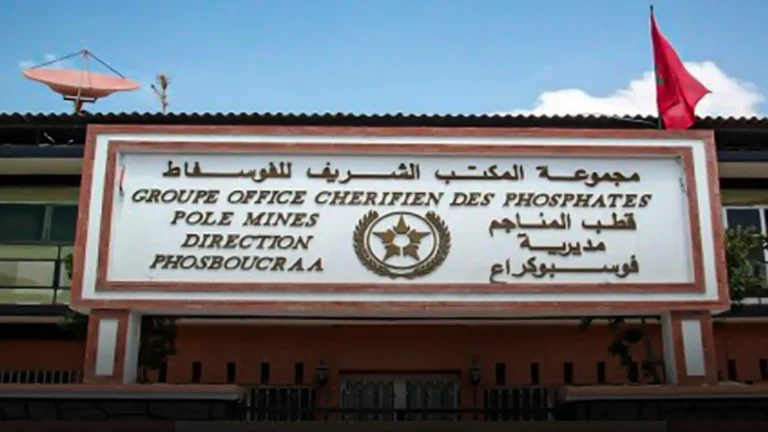 مجموعة المكتب الشريف للفوسفاط
GROUPE OFFICE CHERIFIEN DES PHOSPHATES
POLE MINES
قطب المناجم
DIRECTION
مديرية
PHOSBOUCRAA
فوسبوكراع